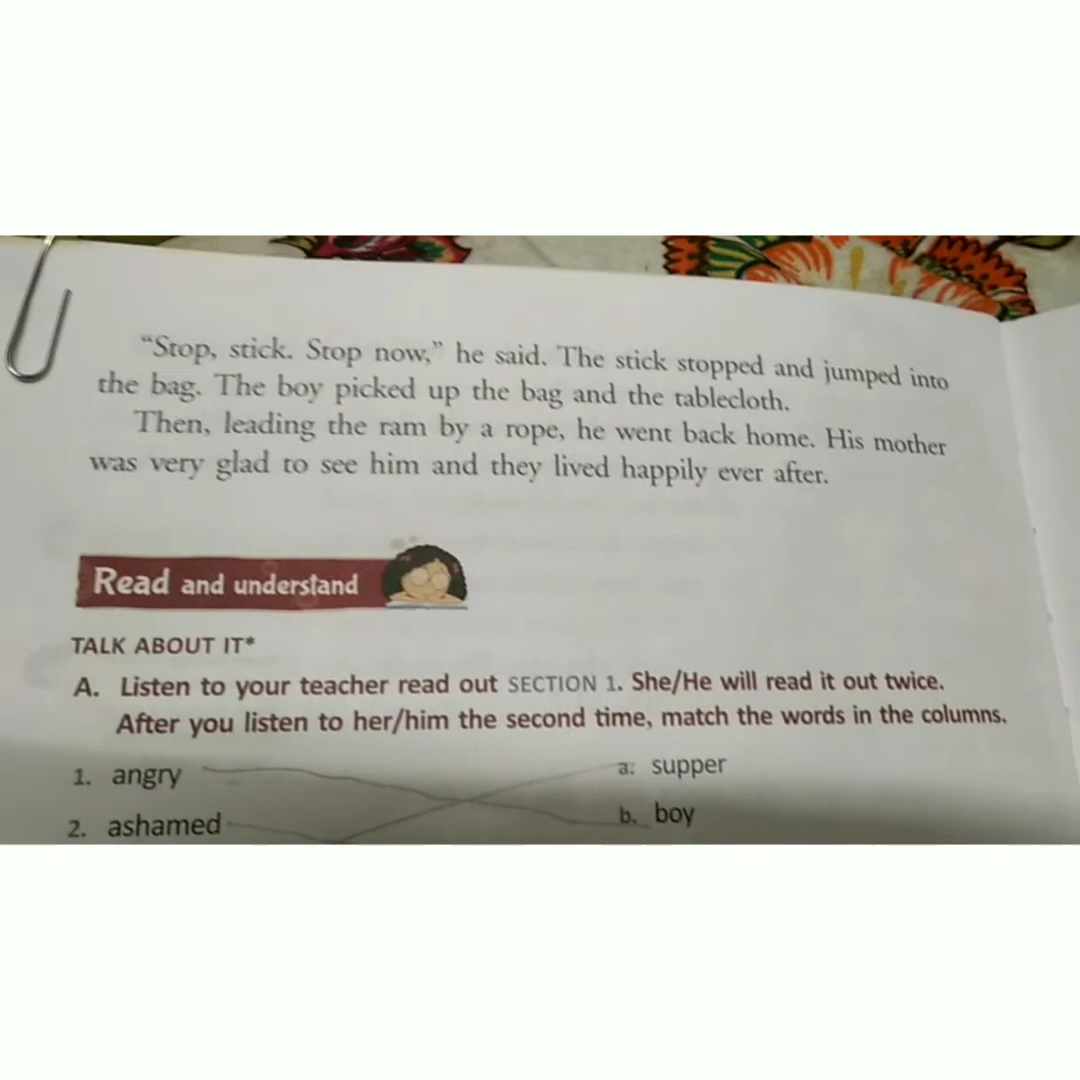 “Stop, stick. Stop now,” he said. The stick stopped and jumped into
the bag. The boy picked up the bag and the tablecloth.
Then, leading the ram by a rope, he went back home. His mother
was very glad to see him and they lived happily ever after.
Read and understand
TALK ABOUT IT*
A. Listen to your teacher read out SECTION 1. She/He will read it out twice.
After you listen to her/him the second time, match the words in the columns.
1. angry a. supper
2. ashamed b. boy